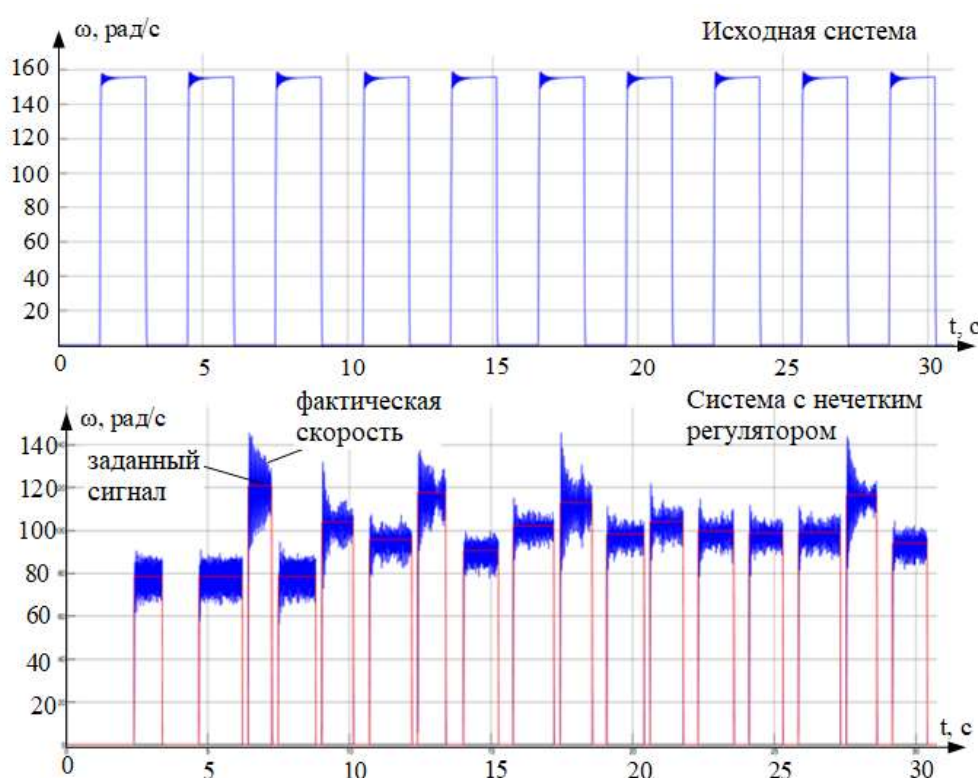 ω, рад/с
Исходная система
160
140
120
100
80
60
40
20
t, с
0
5
10
15
20
25
30
ω, рад/с
фактическая
скорость
Система с нечетким
регулятором
заданный
сигнал
140
120
100
80
60
40
20
t, с
0
5
10
15
20
25
30